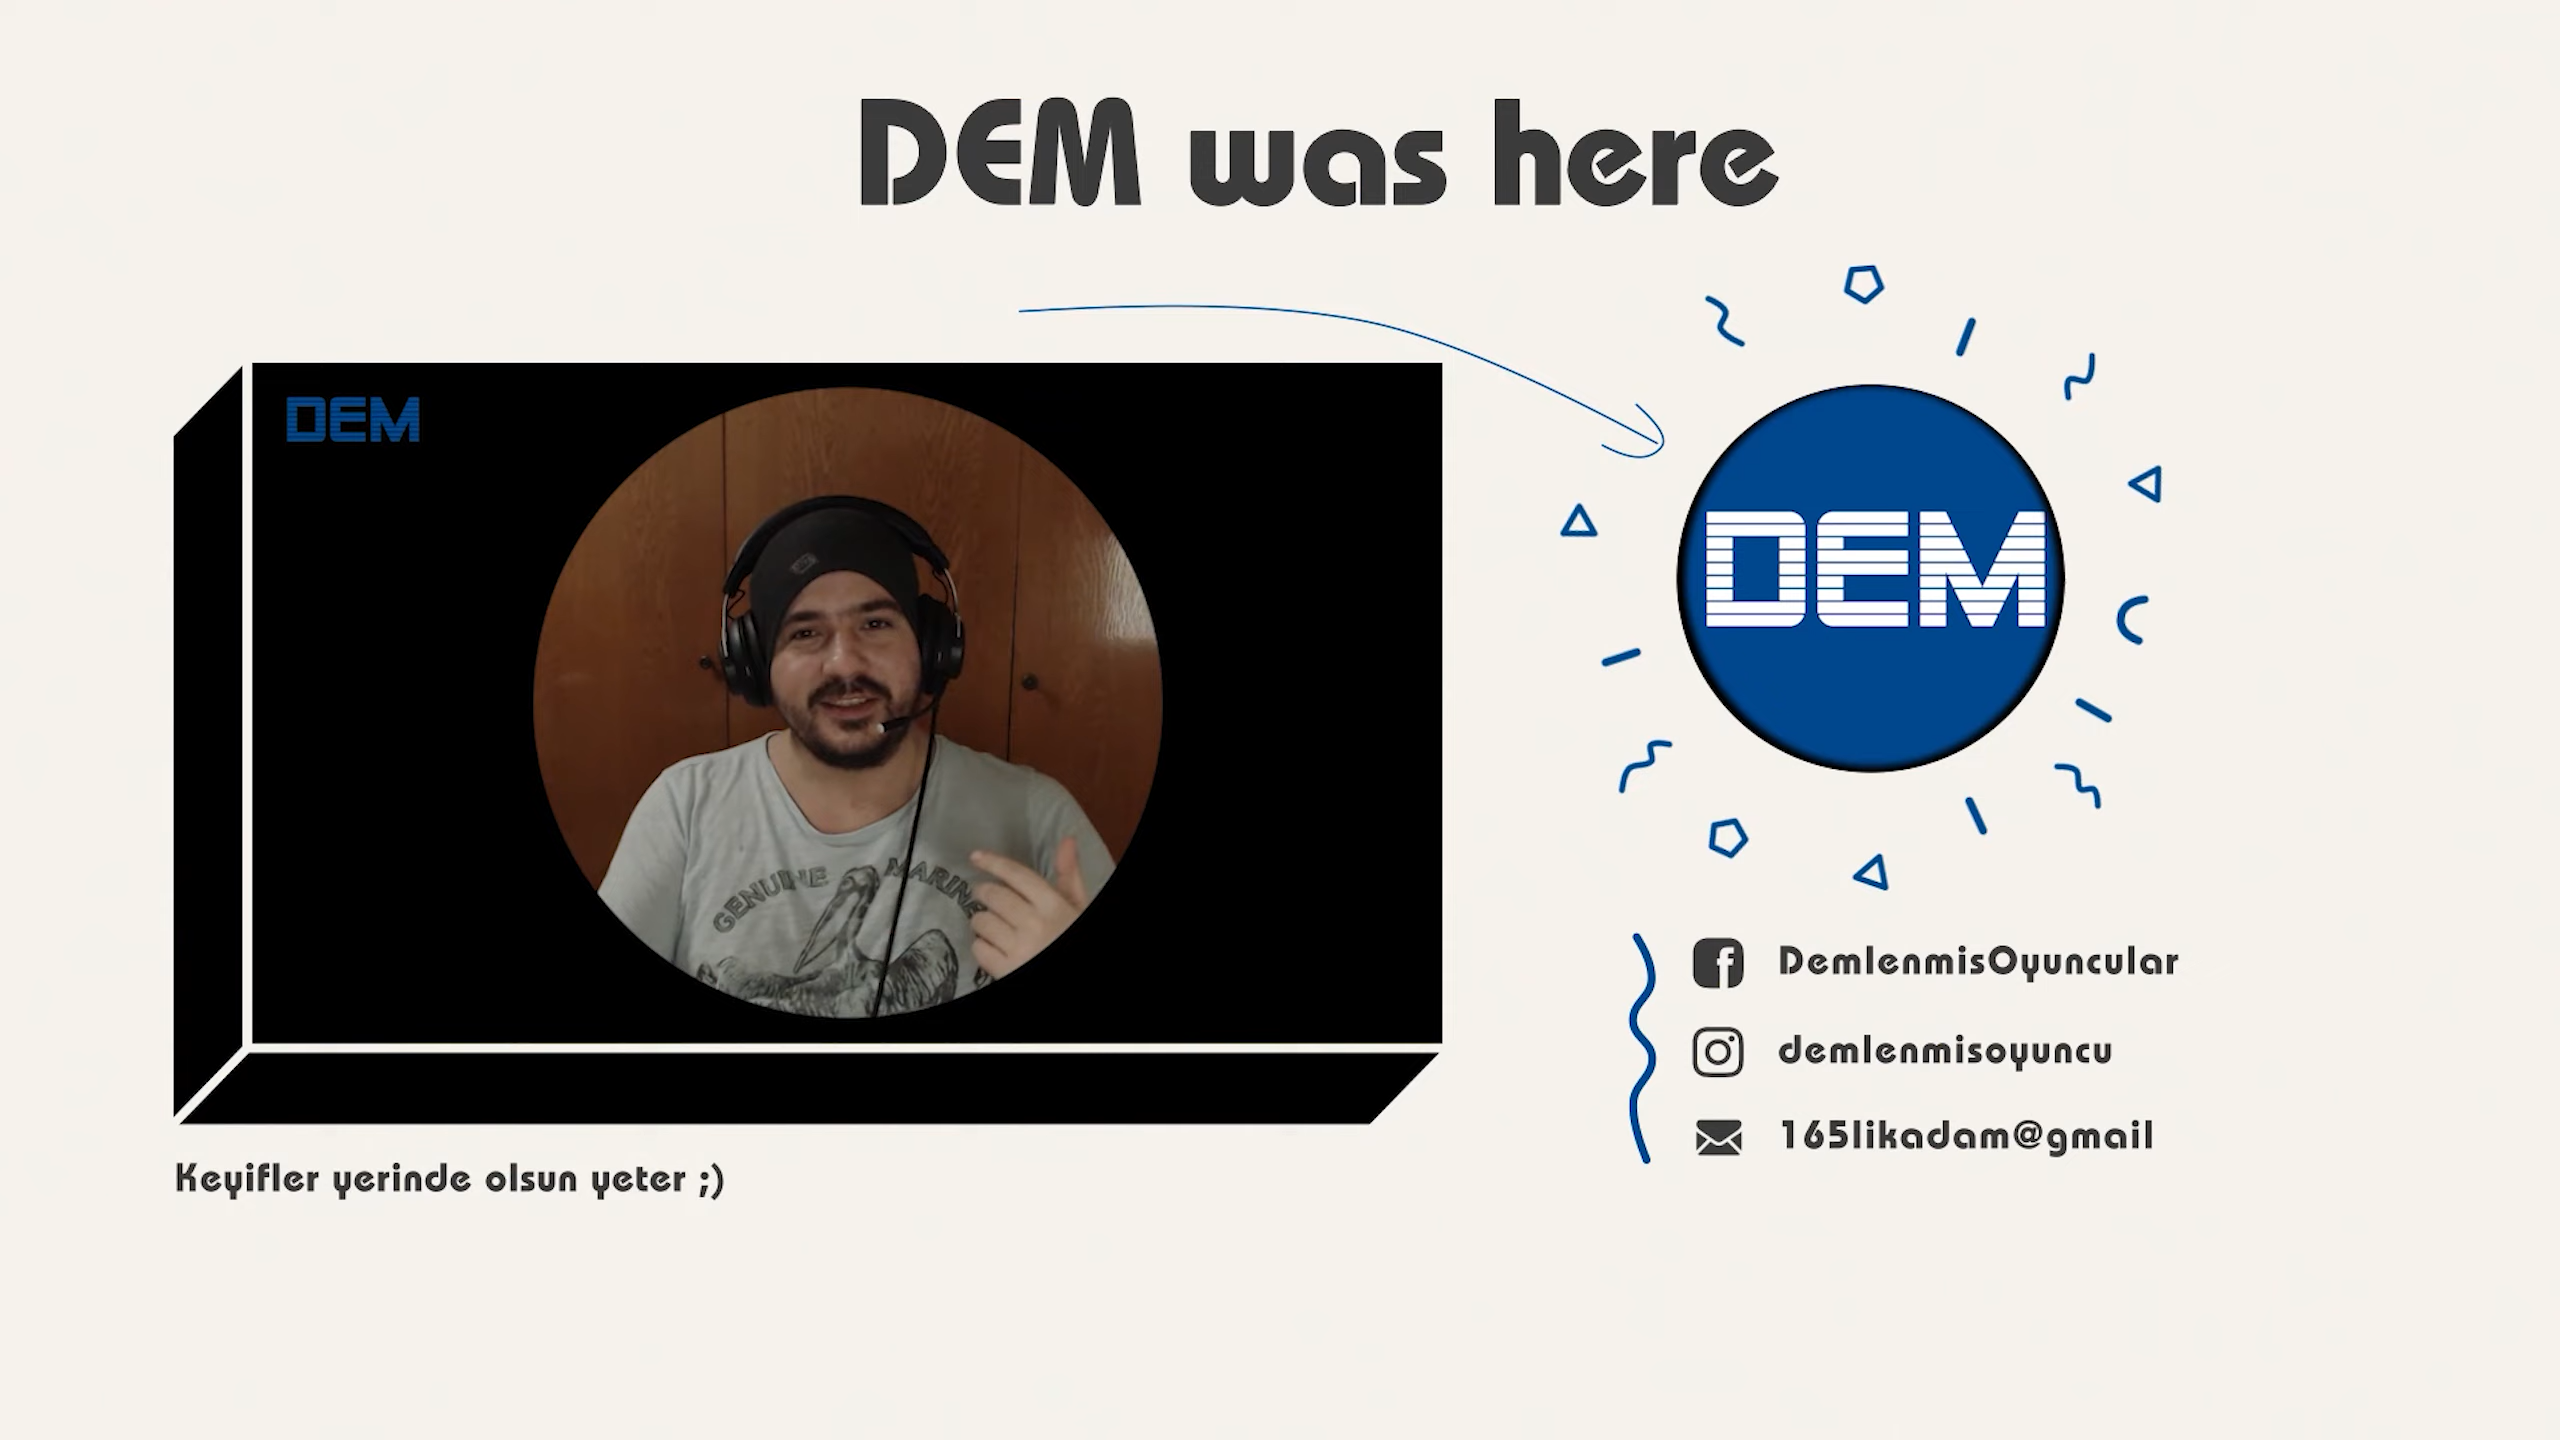 DEM was here
DEM
GENUINE MARINE
DEM
DemlenmisOyuncular
demlenmisoyuncu
165likadam@gmail
Keyifler yerinde olsun yeter ;)